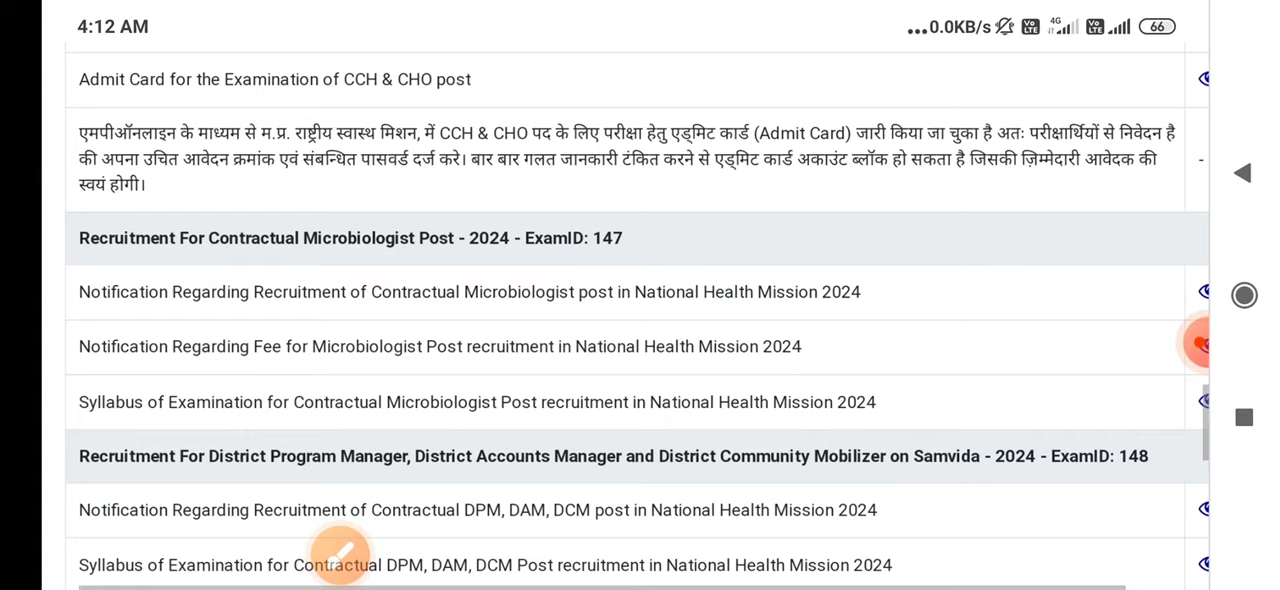 4:12 AM
...0.0KB/s Vo LTE 4G Vo LTE 66
Admit Card for the Examination of CCH & CHO post
एमपीऑनलाइन के माध्यम से म.प्र. राष्ट्रीय स्वास्थ मिशन, में CCH & CHO पद के लिए परीक्षा हेतु एड्मिट कार्ड (Admit Card) जारी किया जा चुका है अतः परीक्षार्थियों से निवेदन है
की अपना उचित आवेदन क्रमांक एवं संबन्धित पासवर्ड दर्ज करे। बार बार गलत जानकारी टंकित करने से एड्मिट कार्ड अकाउंट ब्लॉक हो सकता है जिसकी ज़िम्मेदारी आवेदक की
स्वयं होगी।
-
Recruitment For Contractual Microbiologist Post - 2024 - ExamID: 147
Notification Regarding Recruitment of Contractual Microbiologist post in National Health Mission 2024
Notification Regarding Fee for Microbiologist Post recruitment in National Health Mission 2024
Syllabus of Examination for Contractual Microbiologist Post recruitment in National Health Mission 2024
Recruitment For District Program Manager, District Accounts Manager and District Community Mobilizer on Samvida - 2024 - ExamID: 148
Notification Regarding Recruitment of Contractual DPM, DAM, DCM post in National Health Mission 2024
Syllabus of Examination for Contractual DPM, DAM, DCM Post recruitment in National Health Mission 2024